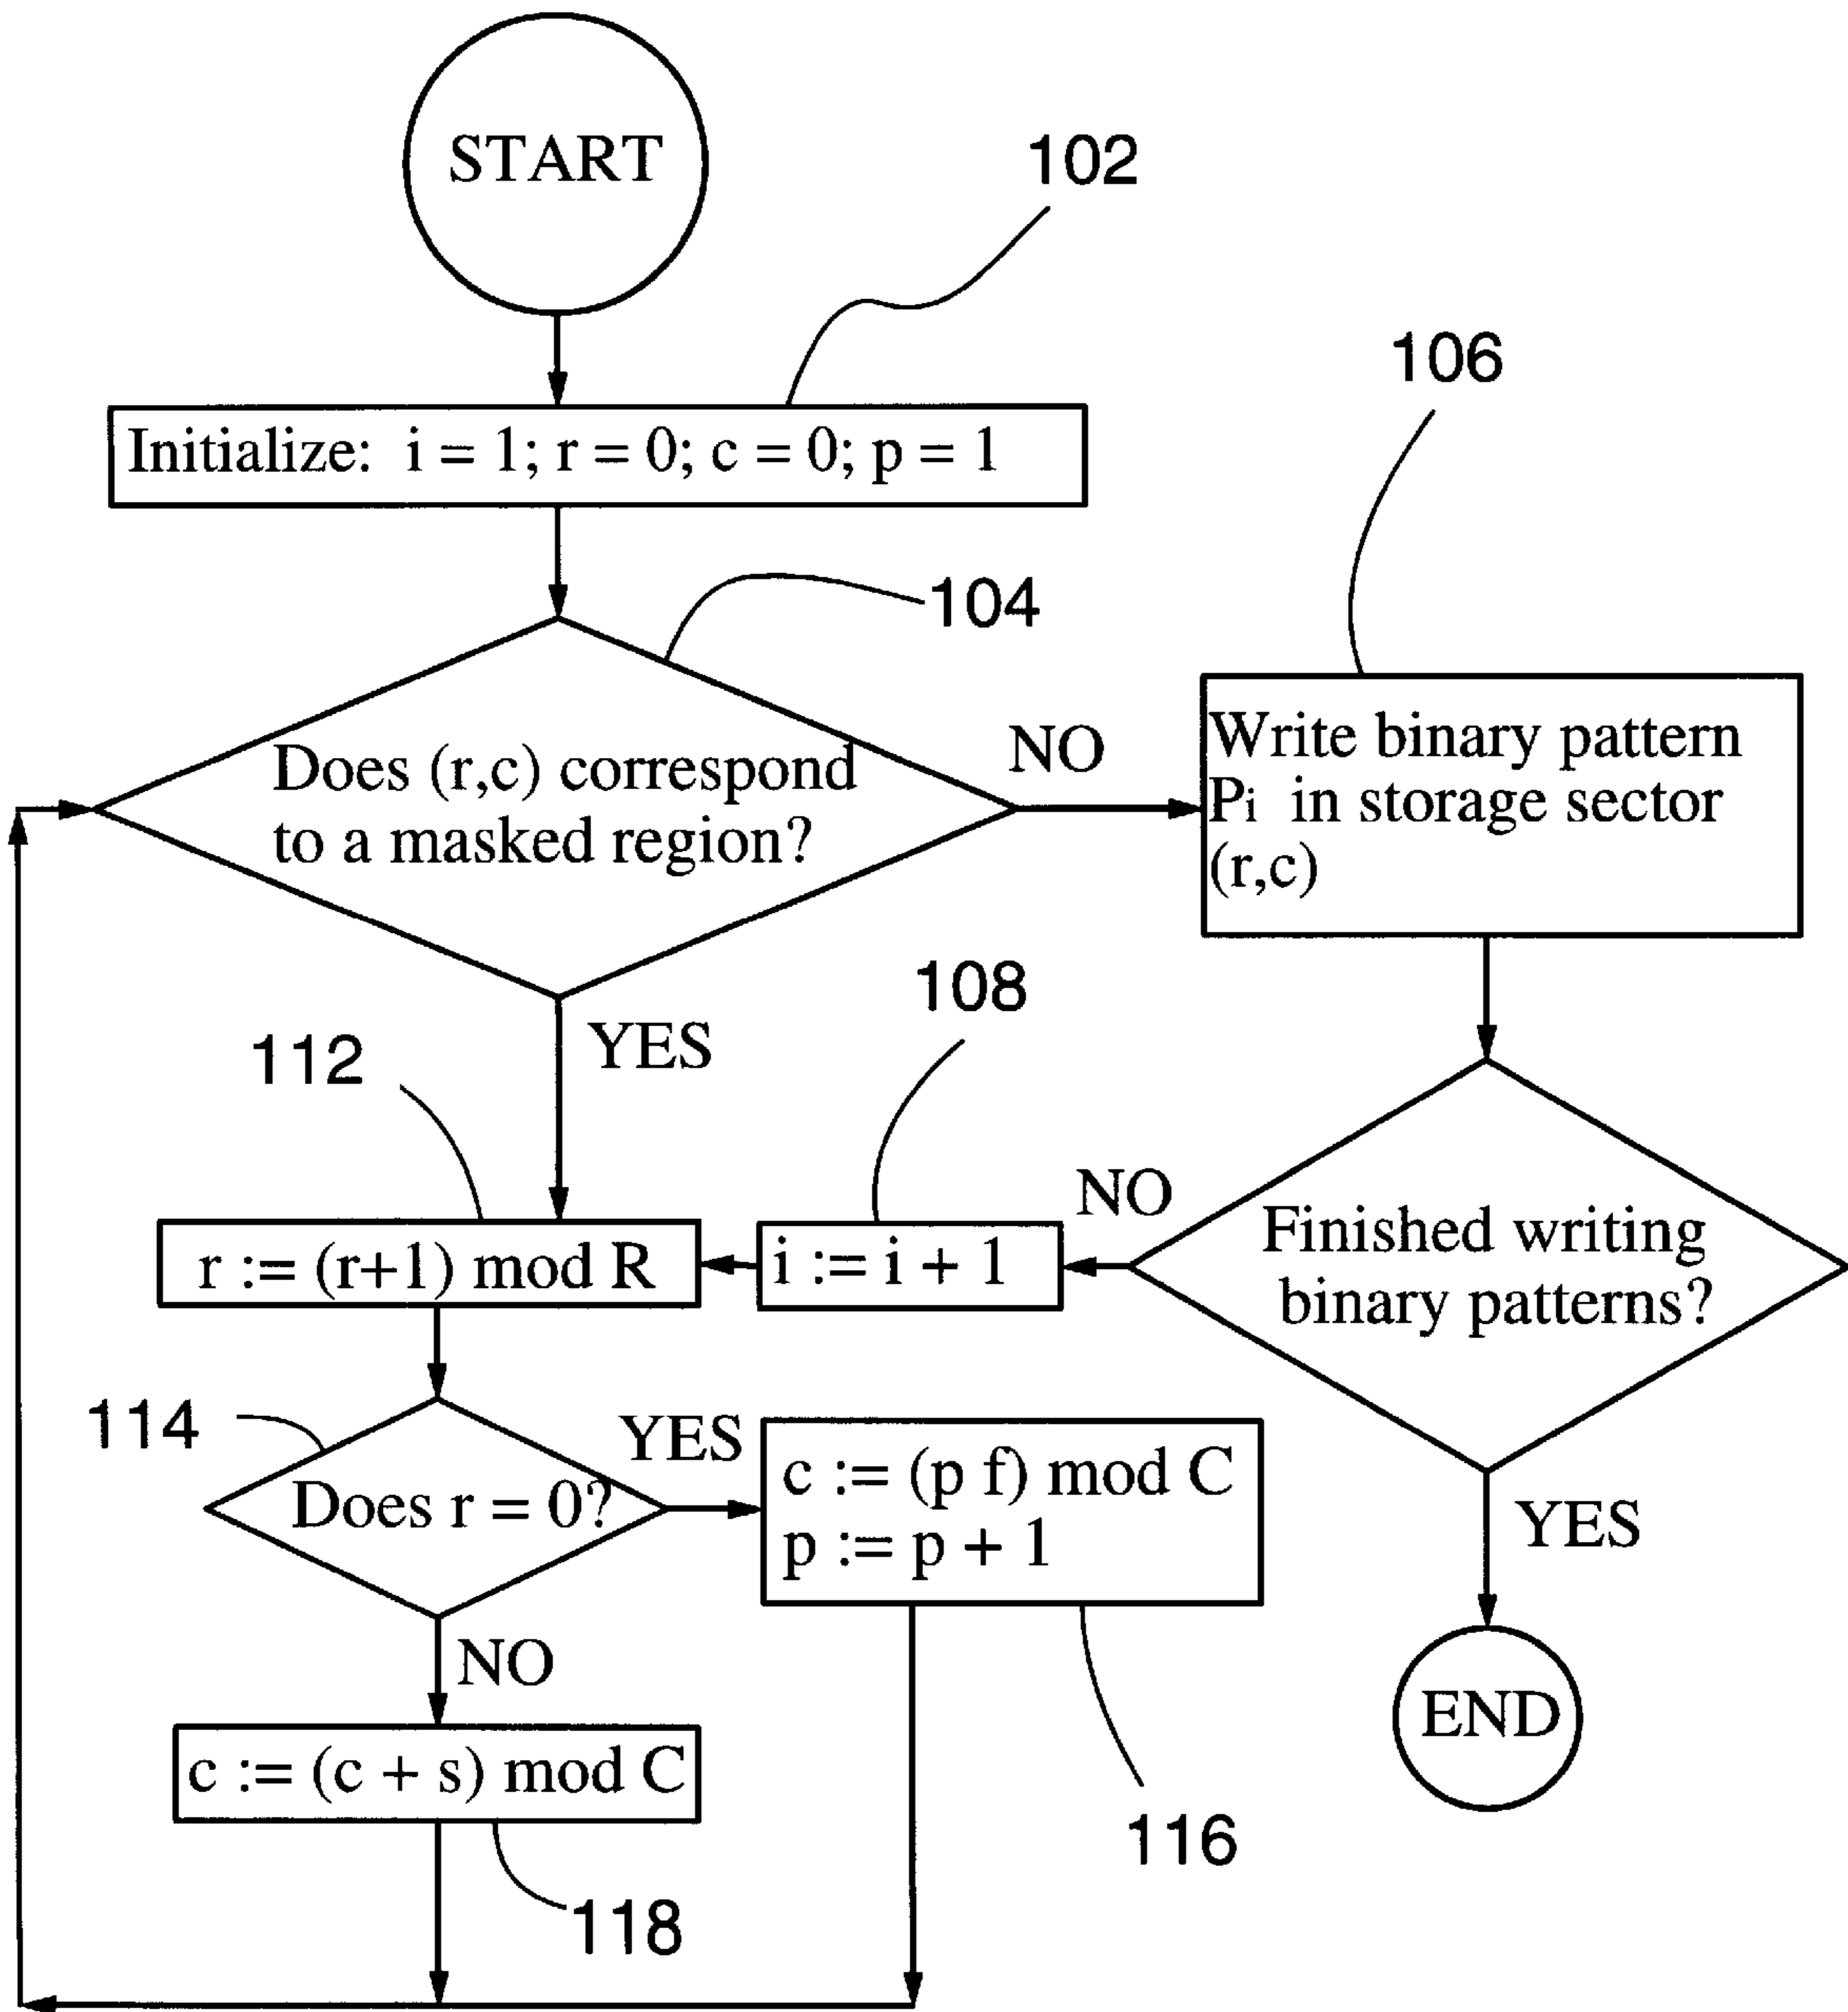 START
102
Initialize: i = 1; r = 0; c = 0; p = 1
104
106
Does (r,c) correspond
to a masked region?
NO
Write binary pattern
Pi in storage sector
(r,c)
YES
112
108
r := (r+1) mod R
i := i + 1
NO
Finished writing
binary patterns?
114
Does r = 0?
YES
c := (p f) mod C
p := p + 1
YES
NO
END
c := (c + s) mod C
116
118